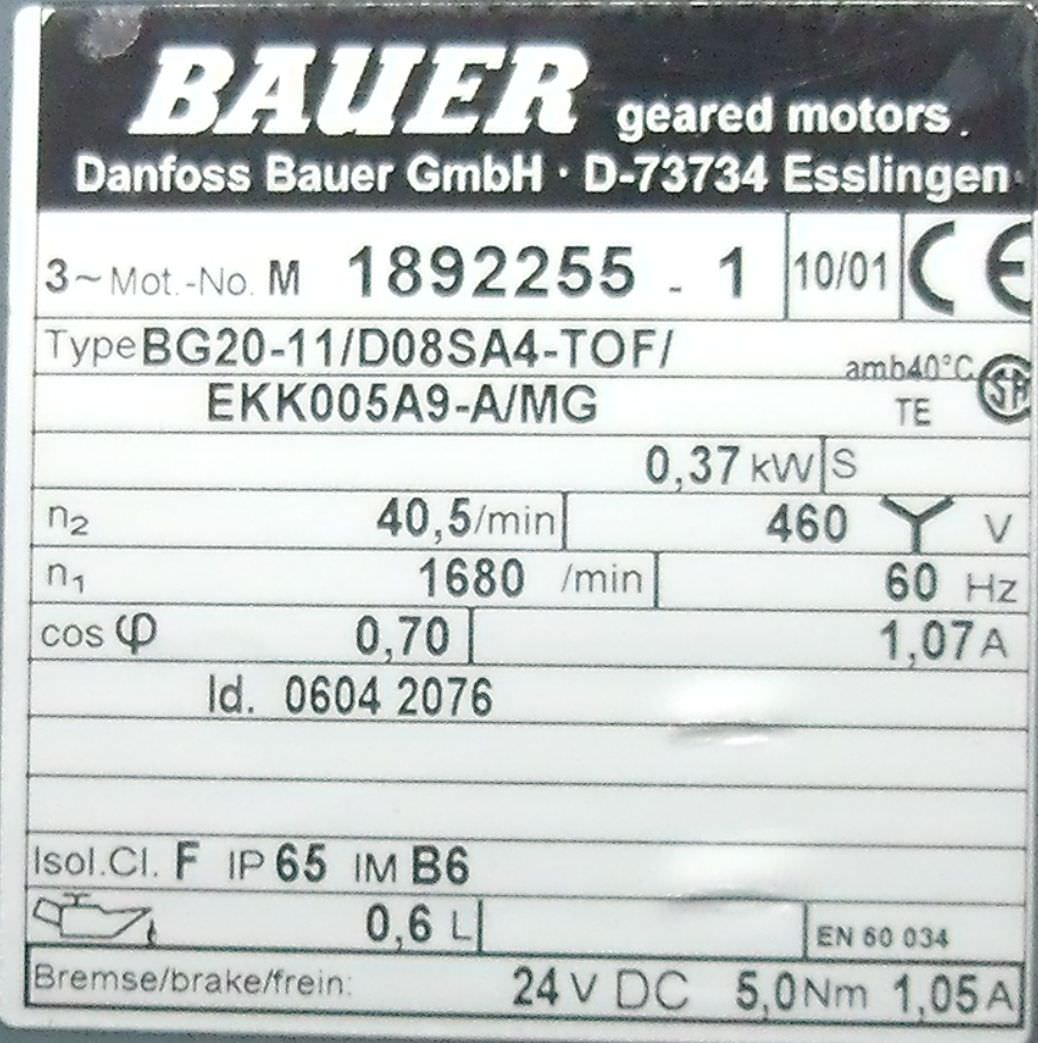 BAUER geared motors.
Danfoss Bauer GmbH · D-73734 Esslingen
3~Mot.-No. M 1892255 - 1 10/01 CE
Type BG20-11/D08SA4-TOF/ amb40°C SA
EKK005A9-A/MG TE
0,37 kW S
n2 40,5/min 460 V
n1 1680 /min 60 Hz
cos φ 0,70 1,07 A
Id. 0604 2076
Isol.Cl. F IP 65 IM B6
0,6 L EN 60 034
Bremse/brake/frein: 24 V DC 5,0 Nm 1,05 A